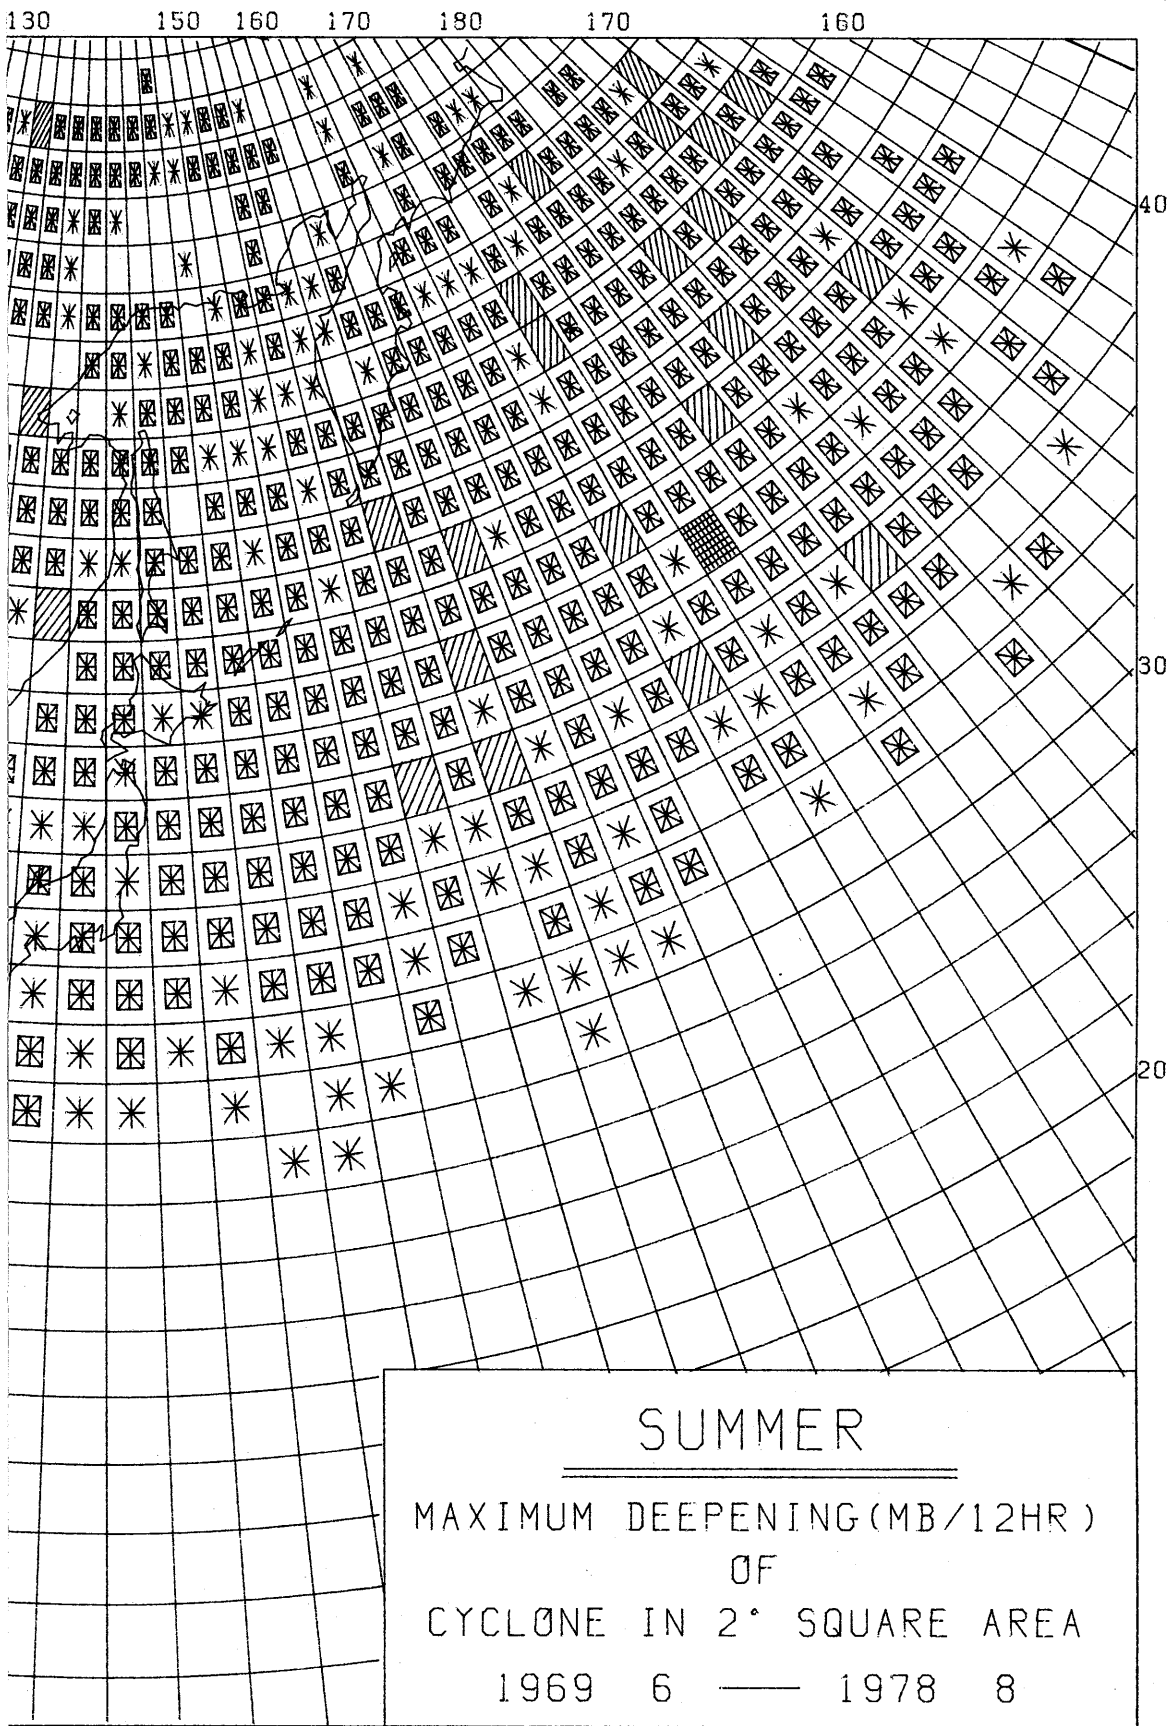 130 150 160 170 180 170 160
40
30
20
SUMMER
MAXIMUM DEEPENING(MB/12HR)
OF
CYCLONE IN 2° SQUARE AREA
1969 6 — 1978 8